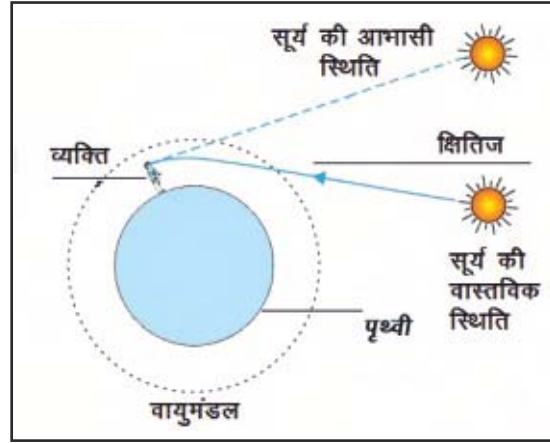 सूर्य की आभासी
स्थिति
व्यक्ति
क्षितिज
सूर्य की
वास्तविक
स्थिति
पृथ्वी
वायुमंडल